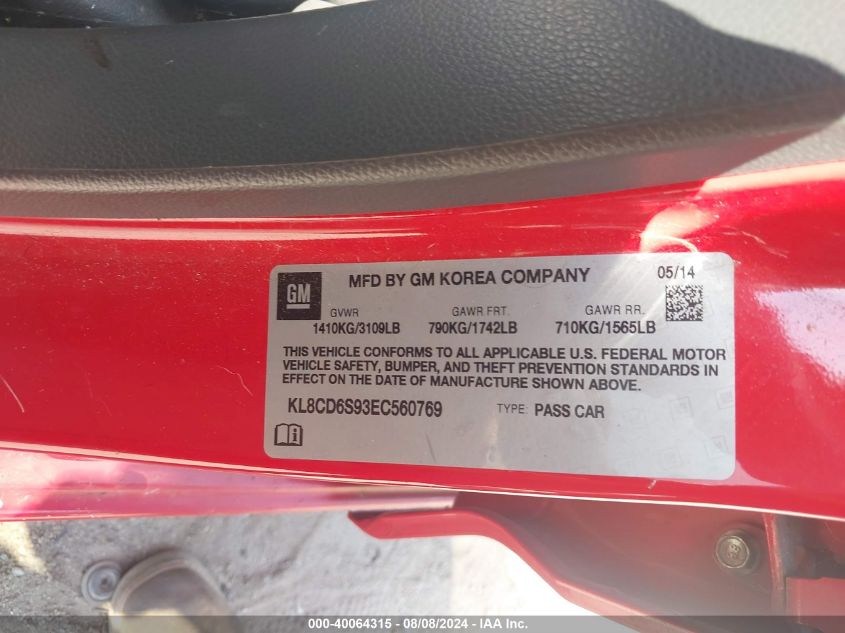 GM
MFD BY GM KOREA COMPANY
05/14
GVWR GAWR FRT. GAWR RR.
1410KG/3109LB 790KG/1742LB 710KG/1565LB
THIS VEHICLE CONFORMS TO ALL APPLICABLE U.S. FEDERAL MOTOR
VEHICLE SAFETY, BUMPER, AND THEFT PREVENTION STANDARDS IN
EFFECT ON THE DATE OF MANUFACTURE SHOWN ABOVE.
KL8CD6S93EC560769 TYPE: PASS CAR
000-40064315 - 08/08/2024 - IAA Inc.